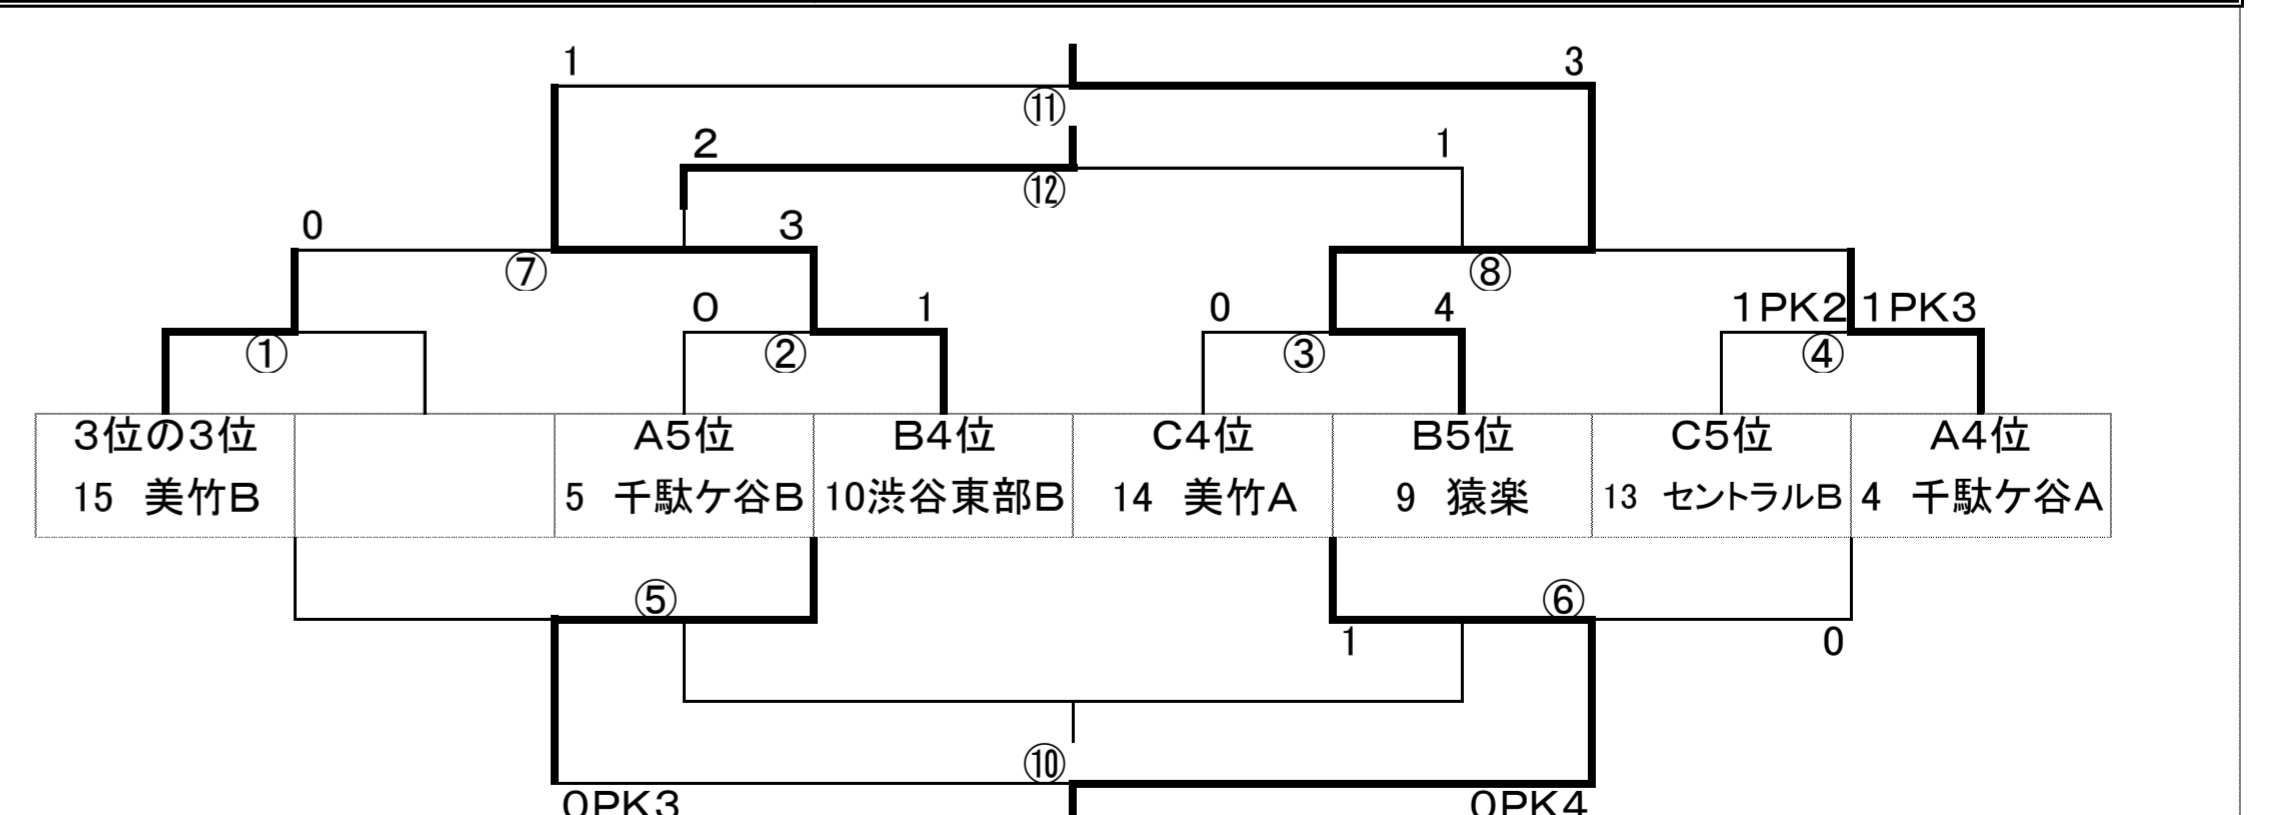 1 3
⑪
2 1
⑫
0 3
⑦ ⑧
0 1 0 4 1PK2 1PK3
① ② ③ ④
3位の3位 A5位 B4位 C4位 B5位 C5位 A4位
15 美竹B 5 千駄ケ谷B 10渋谷東部B 14 美竹A 9 猿楽 13 セントラルB 4 千駄ケ谷A
⑤ ⑥
1 0
⑩
0PK3 0PK4